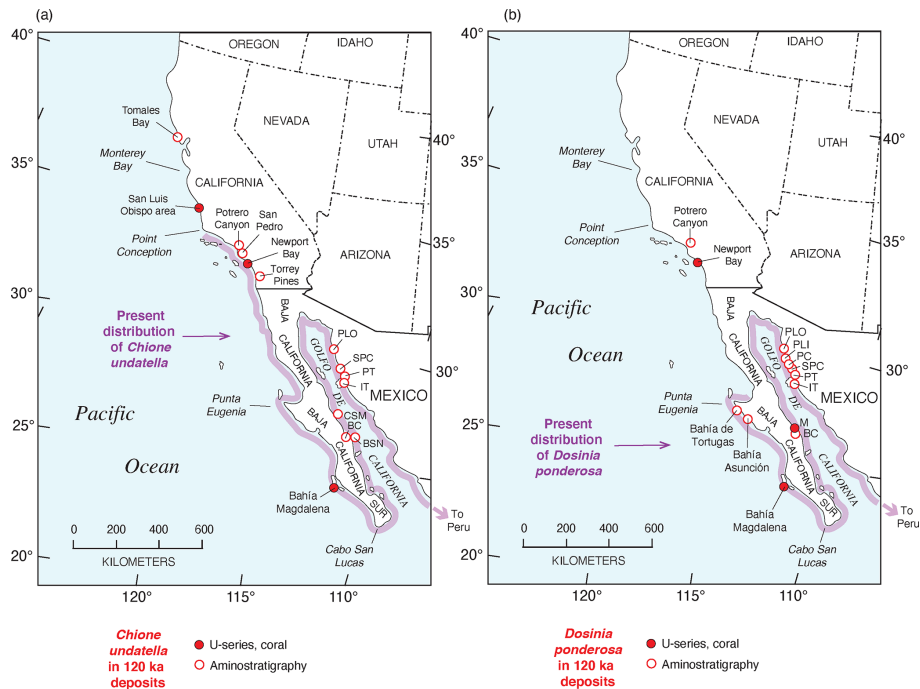 (a)
40°
OREGON
IDAHO
NEVADA
UTAH
40°
Tomales
Bay
Monterey
Bay
35°
CALIFORNIA
San Luis
Obispo area
Potrero
Canyon
San
Pedro
Newport
Bay
Point
Conception
Torrey
Pines
ARIZONA
35°
30°
Present
distribution
of Chione
undatella
BAJA
CALIFORNIA
GOLFO
DE
CALIFORNIA
PLO
SPC
PT
IT
30°
MEXICO
Punta
Eugenia
25°
Pacific
Ocean
BAJA
CALIFORNIA
SUR
CSM
BC
BSN
Bahía
Magdalena
To
Peru
0 200 400 600
KILOMETERS
Cabo San
Lucas
20°
120°
115°
110°
Chione
undatella
in 120 ka
deposits
U-series, coral
Aminostratigraphy
(b)
40°
OREGON
IDAHO
NEVADA
UTAH
40°
Monterey
Bay
35°
CALIFORNIA
Potrero
Canyon
Newport
Bay
Point
Conception
ARIZONA
35°
30°
Pacific
Ocean
BAJA
CALIFORNIA
GOLFO
DE
CALIFORNIA
PLO
PLI
PC
SPC
PT
IT
30°
MEXICO
Punta
Eugenia
25°
BAJA
CALIFORNIA
SUR
M
BC
Bahía de
Tortugas
Bahía
Asunción
Present
distribution
of Dosinia
ponderosa
Bahía
Magdalena
To
Peru
0 200 400 600
KILOMETERS
Cabo San
Lucas
20°
120°
115°
110°
Dosinia
ponderosa
in 120 ka
deposits
U-series, coral
Aminostratigraphy